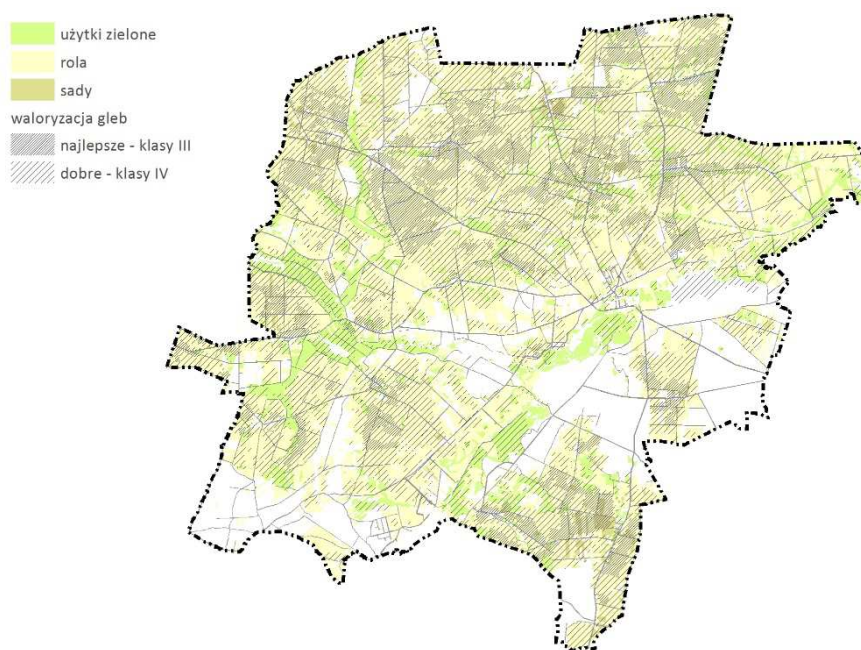 użytki zielone
rola
sady
waloryzacja gleb
najlepsze - klasy III
dobre - klasy IV